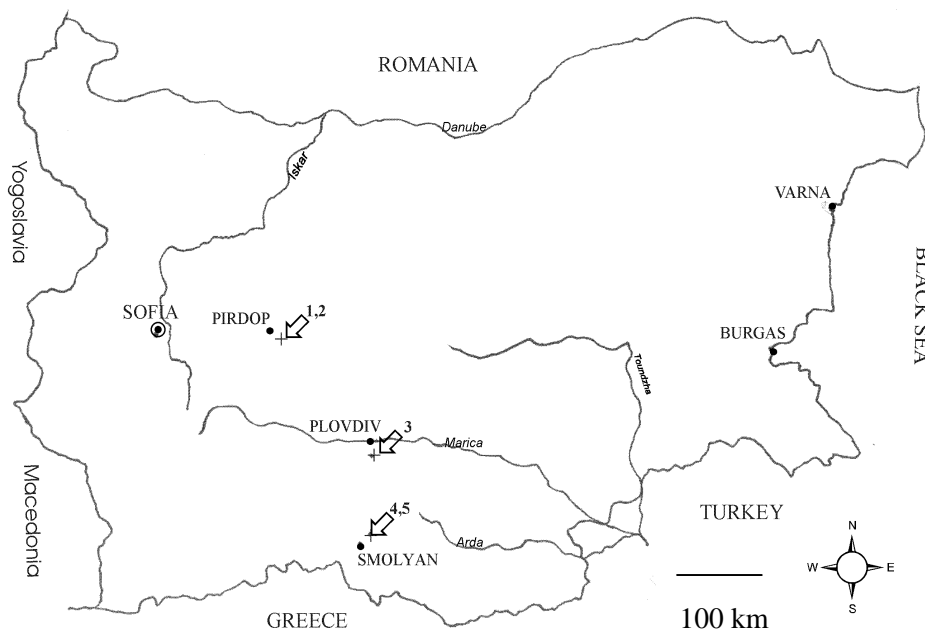 ROMANIA
Danube
Iskar
Yogoslavia
VARNA
BLACK SEA
SOFIA
PIRDOP
1,2
BURGAS
Toundzha
PLOVDIV
3
Marica
Macedonia
4,5
Arda
SMOLYAN
TURKEY
N
W
E
S
GREECE
100 km